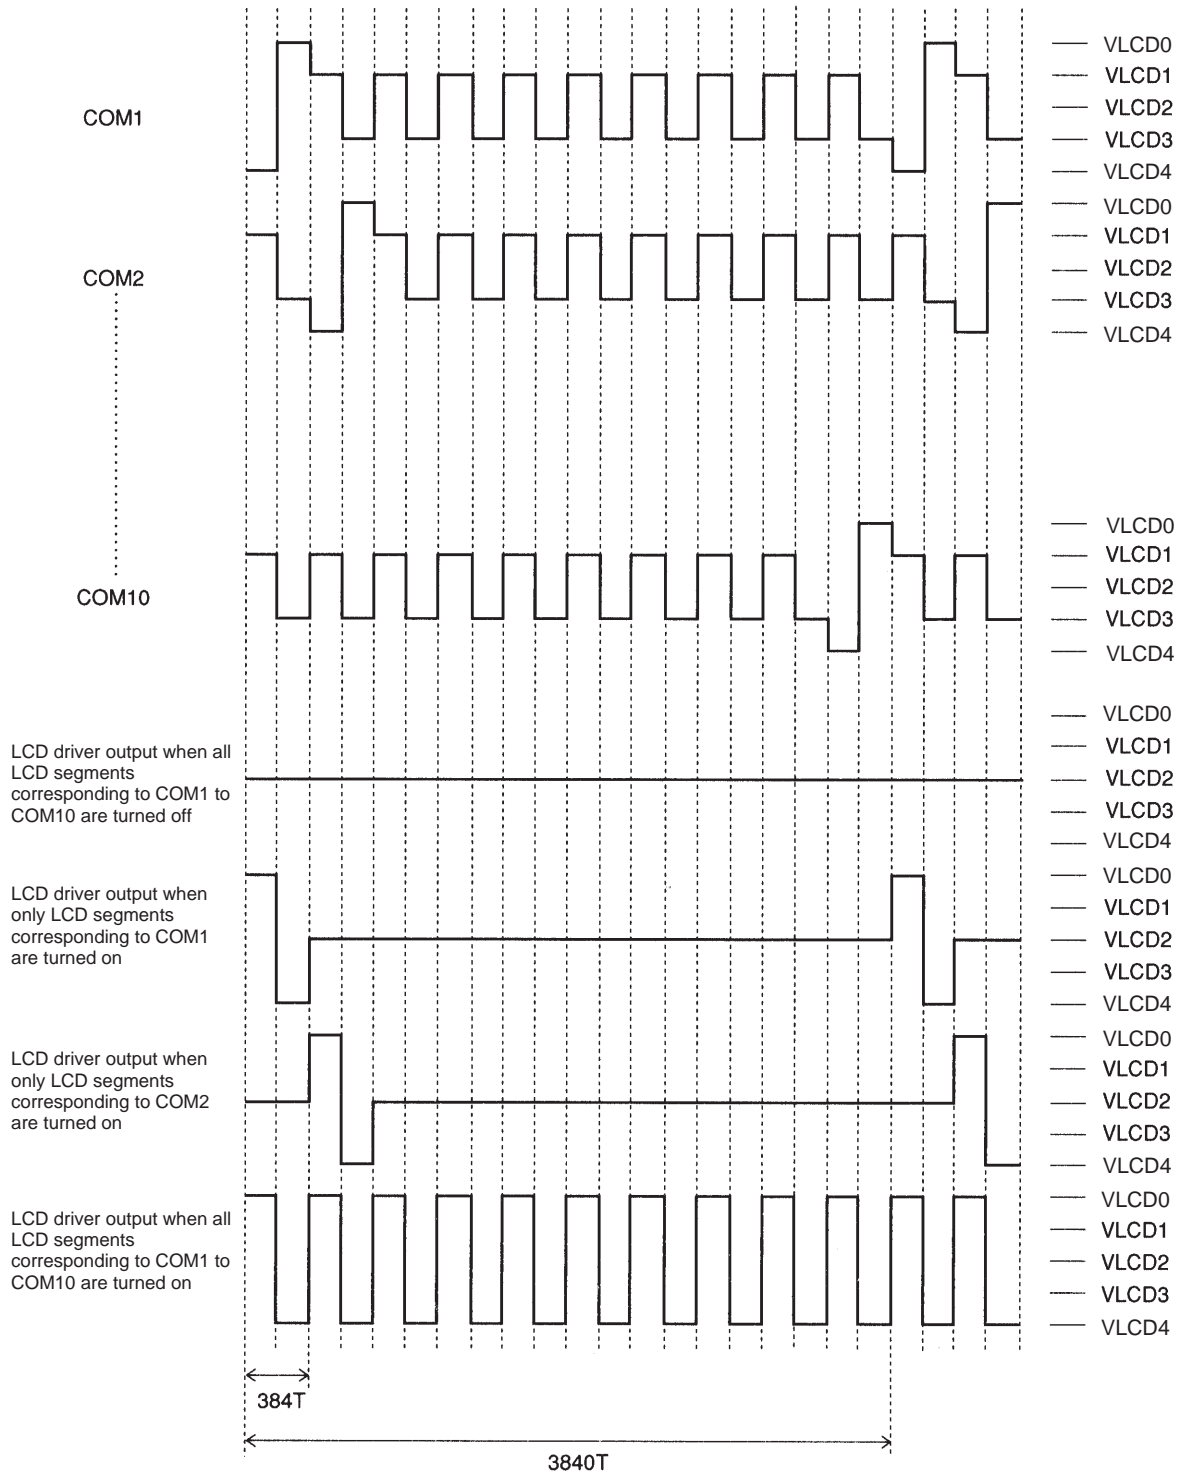 VLCD0
VLCD1
COM1
VLCD2
VLCD3
VLCD4
VLCD0
VLCD1
COM2
VLCD2
VLCD3
VLCD4
VLCD0
VLCD1
VLCD2
COM10
VLCD3
VLCD4
VLCD0
LCD driver output when all
LCD segments
corresponding to COM1 to
COM10 are turned off
VLCD1
VLCD2
VLCD3
VLCD4
LCD driver output when
only LCD segments
corresponding to COM1
are turned on
VLCD0
VLCD1
VLCD2
VLCD3
VLCD4
LCD driver output when
only LCD segments
corresponding to COM2
are turned on
VLCD0
VLCD1
VLCD2
VLCD3
VLCD4
LCD driver output when all
LCD segments
corresponding to COM1 to
COM10 are turned on
VLCD0
VLCD1
VLCD2
VLCD3
VLCD4
384T
3840T